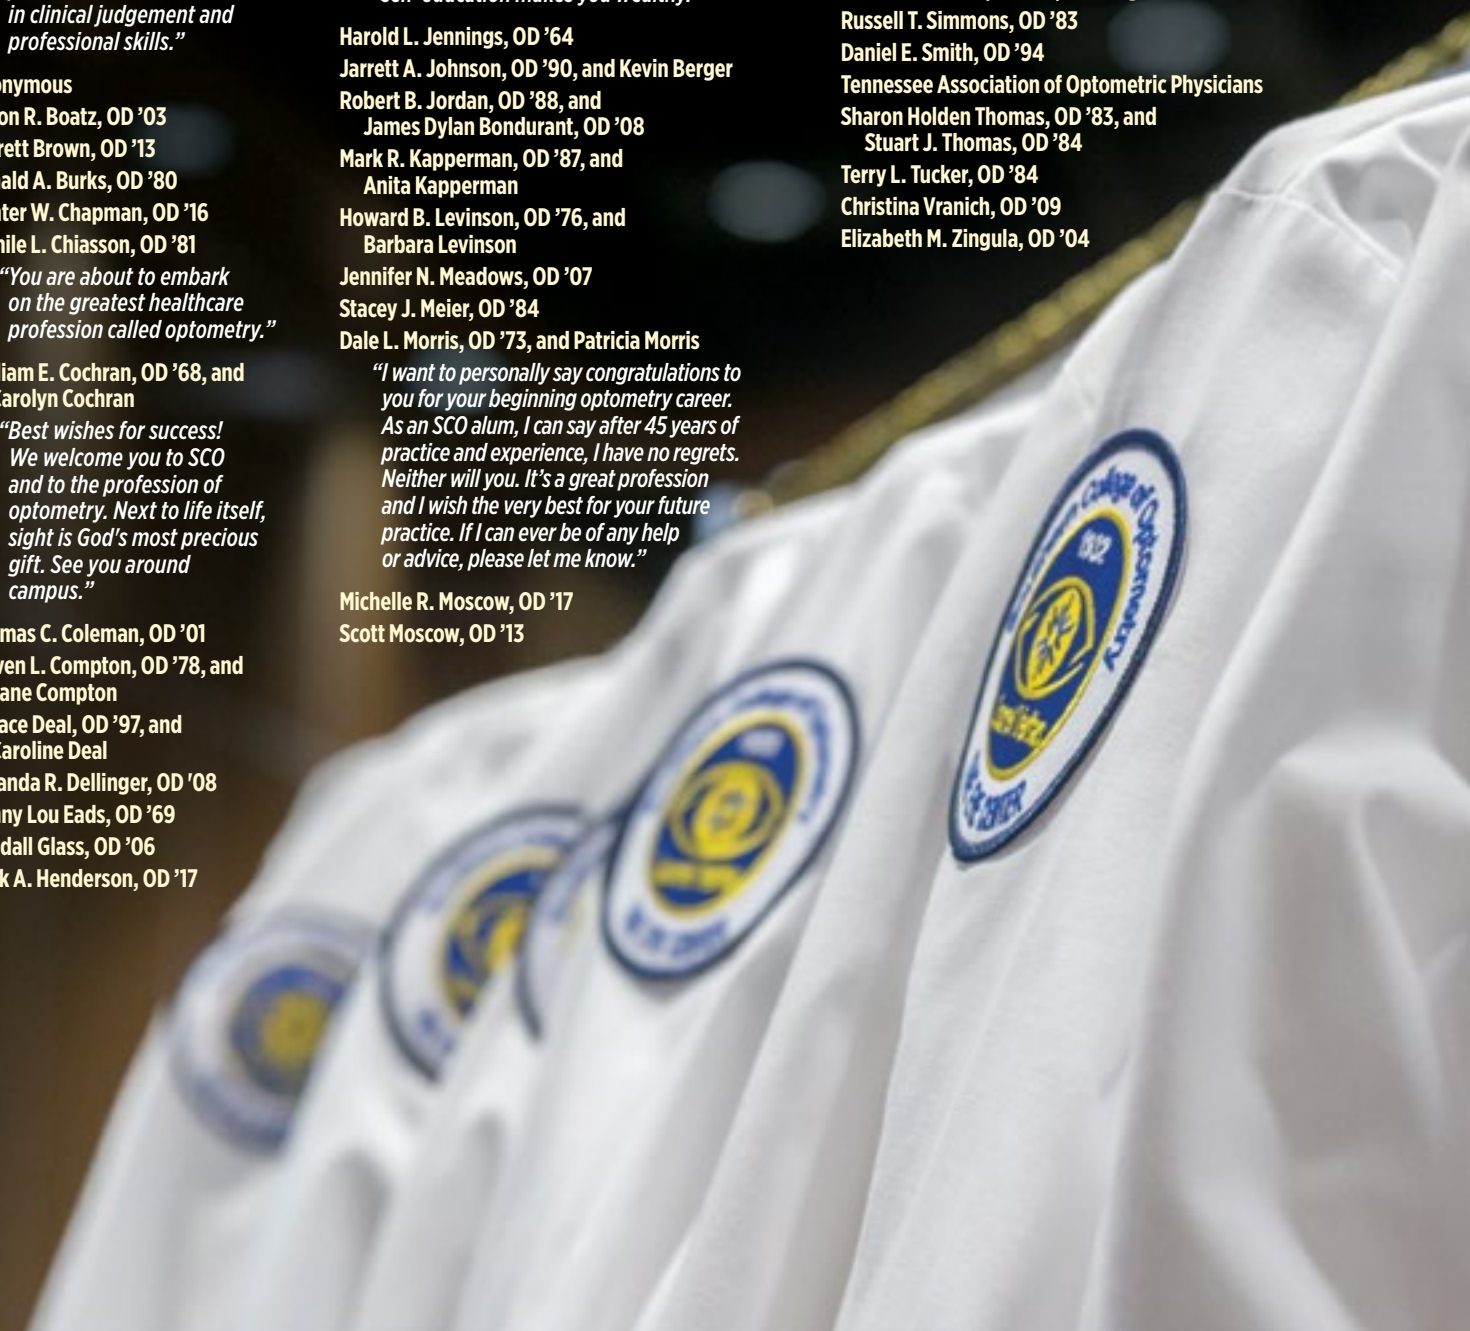 in clinical judgement and
professional skills.”
onymous
on R. Boatz, OD ’03
rett Brown, OD ’13
ald A. Burks, OD ’80
ter W. Chapman, OD ’16
ile L. Chiasson, OD ’81
“You are about to embark
on the greatest healthcare
profession called optometry.”
iam E. Cochran, OD ’68, and
Carolyn Cochran
“Best wishes for success!
We welcome you to SCO
and to the profession of
optometry. Next to life itself,
sight is God's most precious
gift. See you around
campus.”
mas C. Coleman, OD ’01
ven L. Compton, OD ’78, and
ane Compton
ace Deal, OD ’97, and
Caroline Deal
anda R. Dellinger, OD '08
ny Lou Eads, OD ’69
dall Glass, OD ’06
k A. Henderson, OD ’17
Harold L. Jennings, OD ’64
Jarrett A. Johnson, OD ’90, and Kevin Berger
Robert B. Jordan, OD ’88, and
James Dylan Bondurant, OD ’08
Mark R. Kapperman, OD ’87, and
Anita Kapperman
Howard B. Levinson, OD ’76, and
Barbara Levinson
Jennifer N. Meadows, OD ’07
Stacey J. Meier, OD ’84
Dale L. Morris, OD ’73, and Patricia Morris
“I want to personally say congratulations to
you for your beginning optometry career.
As an SCO alum, I can say after 45 years of
practice and experience, I have no regrets.
Neither will you. It’s a great profession
and I wish the very best for your future
practice. If I can ever be of any help
or advice, please let me know.”
Michelle R. Moscow, OD ’17
Scott Moscow, OD ’13
Russell T. Simmons, OD ’83
Daniel E. Smith, OD ’94
Tennessee Association of Optometric Physicians
Sharon Holden Thomas, OD ’83, and
Stuart J. Thomas, OD ’84
Terry L. Tucker, OD ’84
Christina Vranich, OD ’09
Elizabeth M. Zingula, OD ’04
College of Optometry
1932